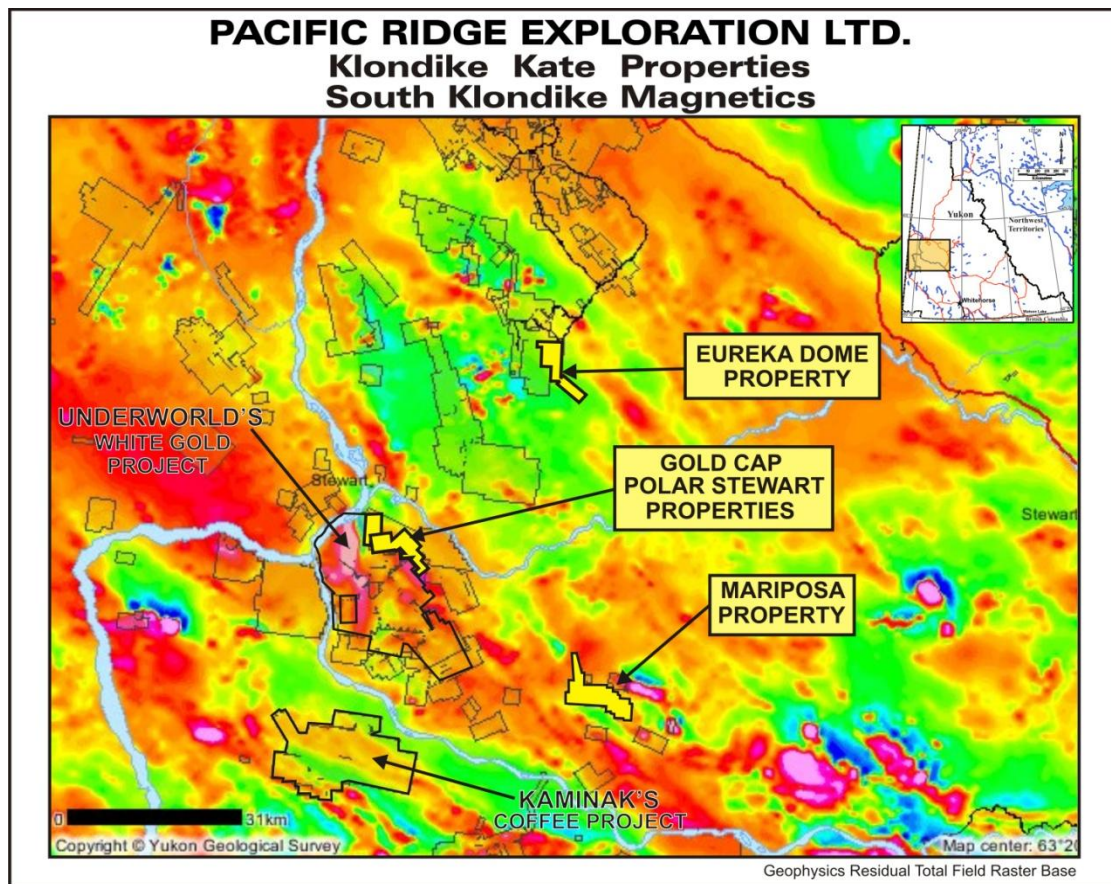 PACIFIC RIDGE EXPLORATION LTD.
Klondike Kate Properties
South Klondike Magnetics
Yukon
Northwest
Territories
Whitehorse
EUREKA DOME
PROPERTY
UNDERWORLD'S
WHITE GOLD
PROJECT
Stewart
GOLD CAP
POLAR STEWART
PROPERTIES
Stewart
MARIPOSA
PROPERTY
KAMINAK'S
COFFEE PROJECT
0 31km
Copyright © Yukon Geological Survey
Map center: 63°20
Geophysics Residual Total Field Raster Base